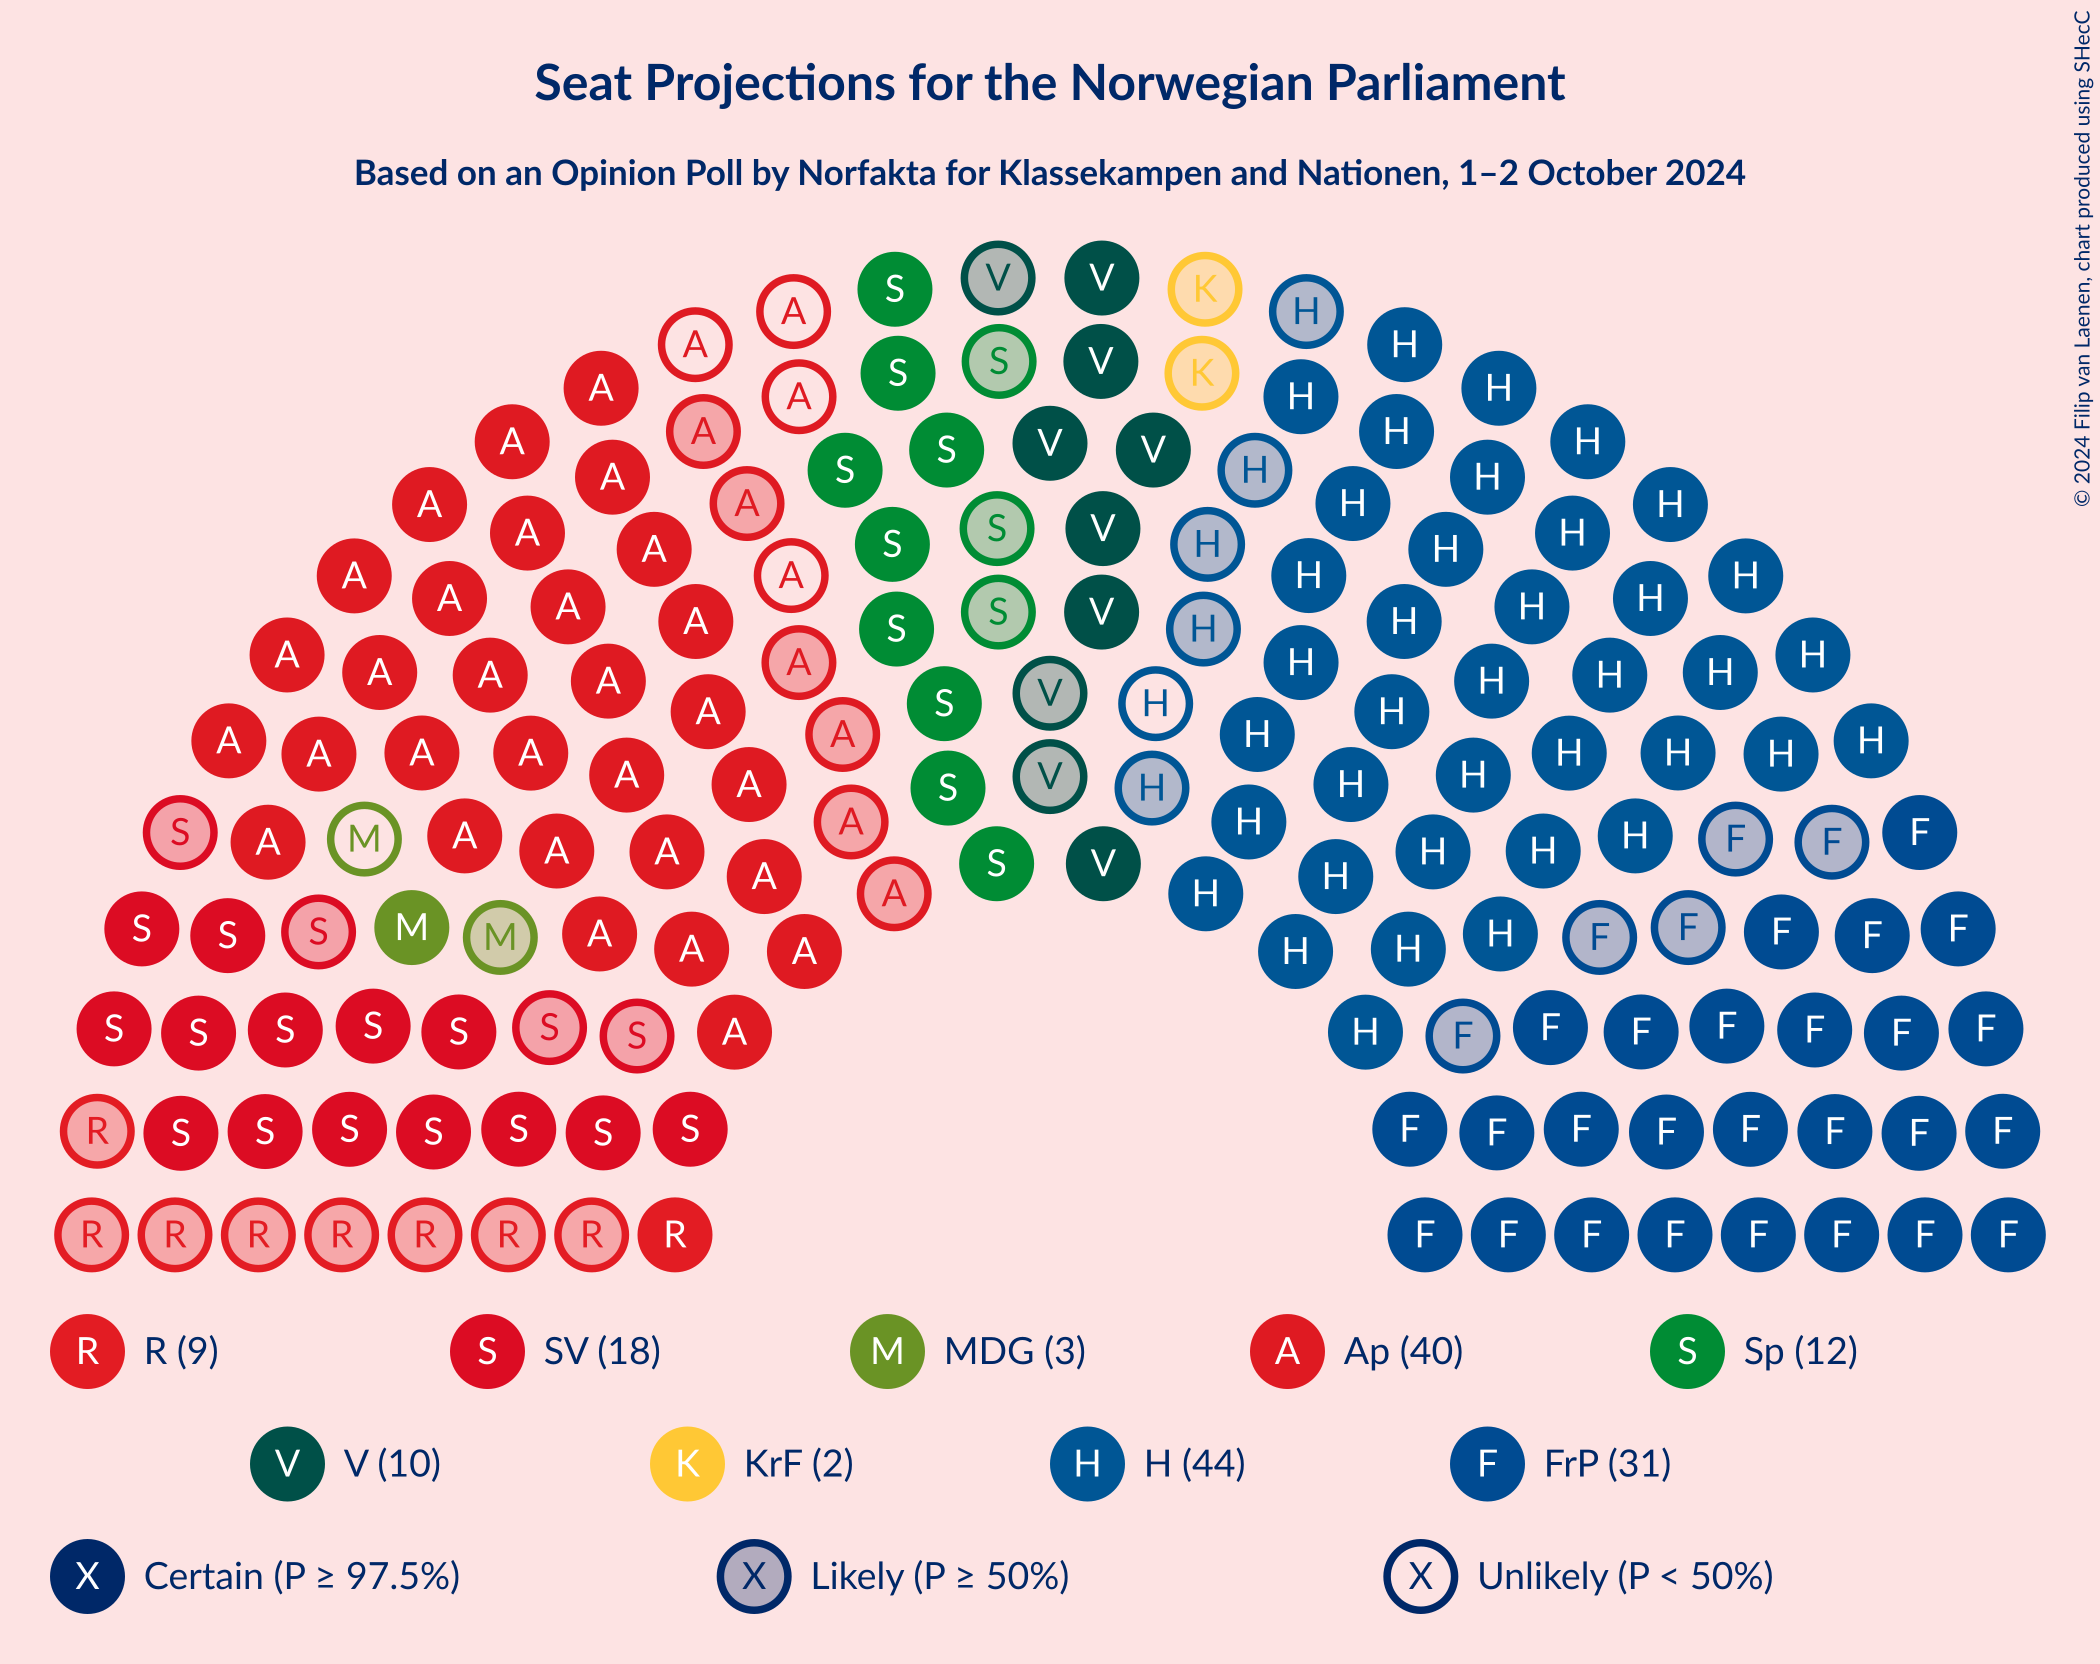 Seat Projections for the Norwegian Parliament
Based on an Opinion Poll by Norfakta for Klassekampen and Nationen, 1–2 October 2024
© 2024 Filip van Laenen, chart produced using SHecC
S V V K
A H
A H
S S V K
A A H H
A H
A S V V H H
A A H H
A A S S V H H H
A A H H
A A A S S V H H H H
A A A H H H
A A A S V H H H H
A A A A H H H H
A A A A A S V H H H H H H
S A M A A A A H H H H F F F
A S V H
S S S M M A A A H H H F F F F F
S S S S S S S A H F F F F F F F
R S S S S S S S F F F F F F F F
R R R R R R R R F F F F F F F F
R R (9) S SV (18) M MDG (3) A Ap (40) S Sp (12)
V V (10) K KrF (2) H H (44) F FrP (31)
X Certain (P ≥ 97.5%) X Likely (P ≥ 50%) X Unlikely (P < 50%)